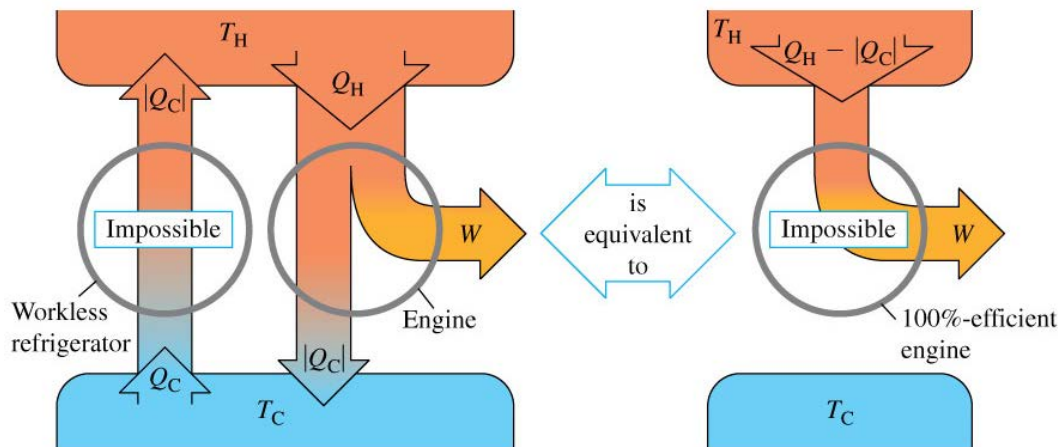 T_H
|Q_C|
Q_H
Impossible
W
Workless
refrigerator
Engine
Q_C
|Q_C|
T_C
is
equivalent
to
T_H
Q_H − |Q_C|
Impossible
W
100%-efficient
engine
T_C